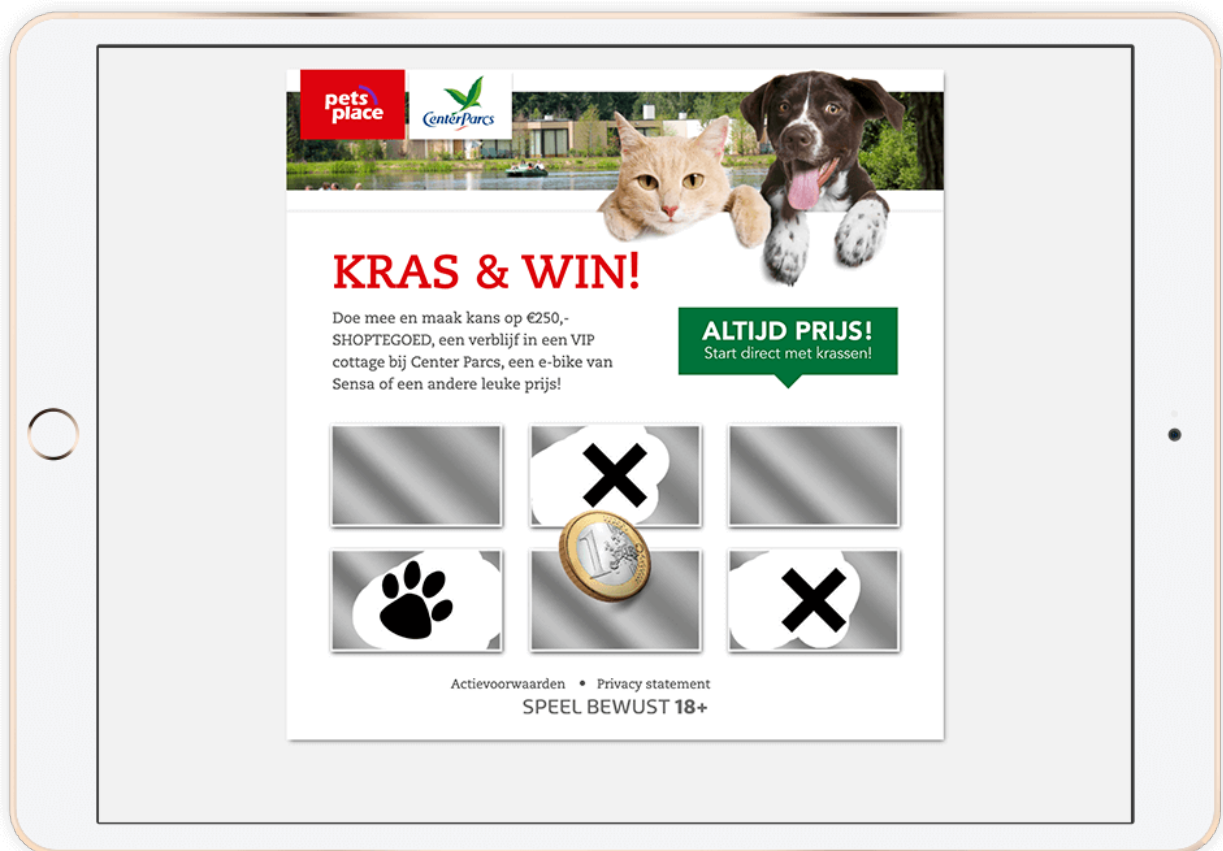 pets
place
CenterParcs
KRAS & WIN!
Doe mee en maak kans op €250,-
SHOPTEGOED, een verblijf in een VIP
cottage bij Center Parcs, een e-bike van
Sensa of een andere leuke prijs!
ALTIJD PRIJS!
Start direct met krassen!
1
EURO
Actievoorwaarden • Privacy statement
SPEEL BEWUST 18+